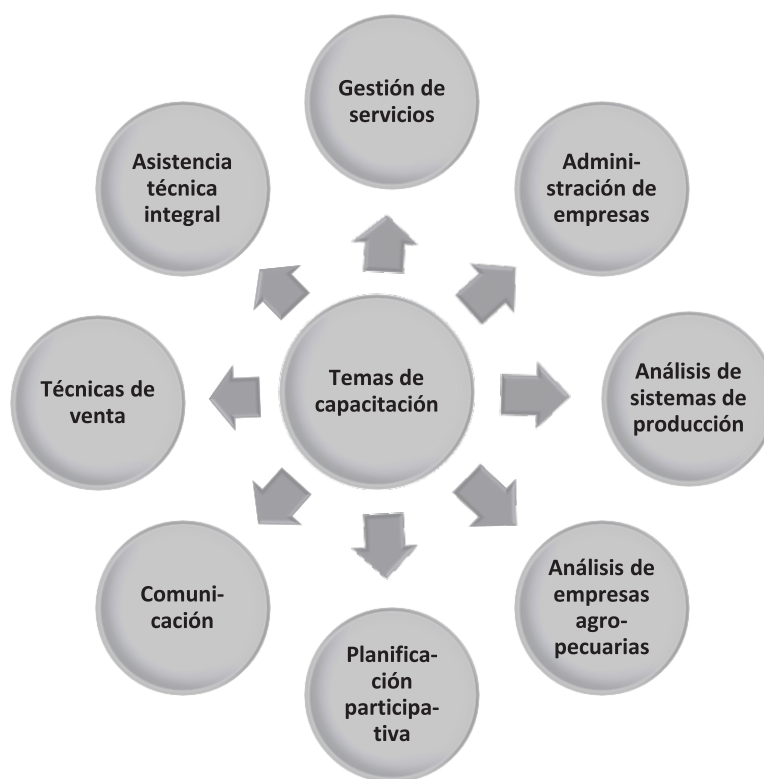 Gestión de
servicios
Admini-
stración de
empresas
Análisis de
sistemas de
producción
Análisis de
empresas
agro-
pecuarias
Planifica-
ción
participa-
tiva
Comuni-
cación
Técnicas de
venta
Asistencia
técnica
integral
Temas de
capacitación